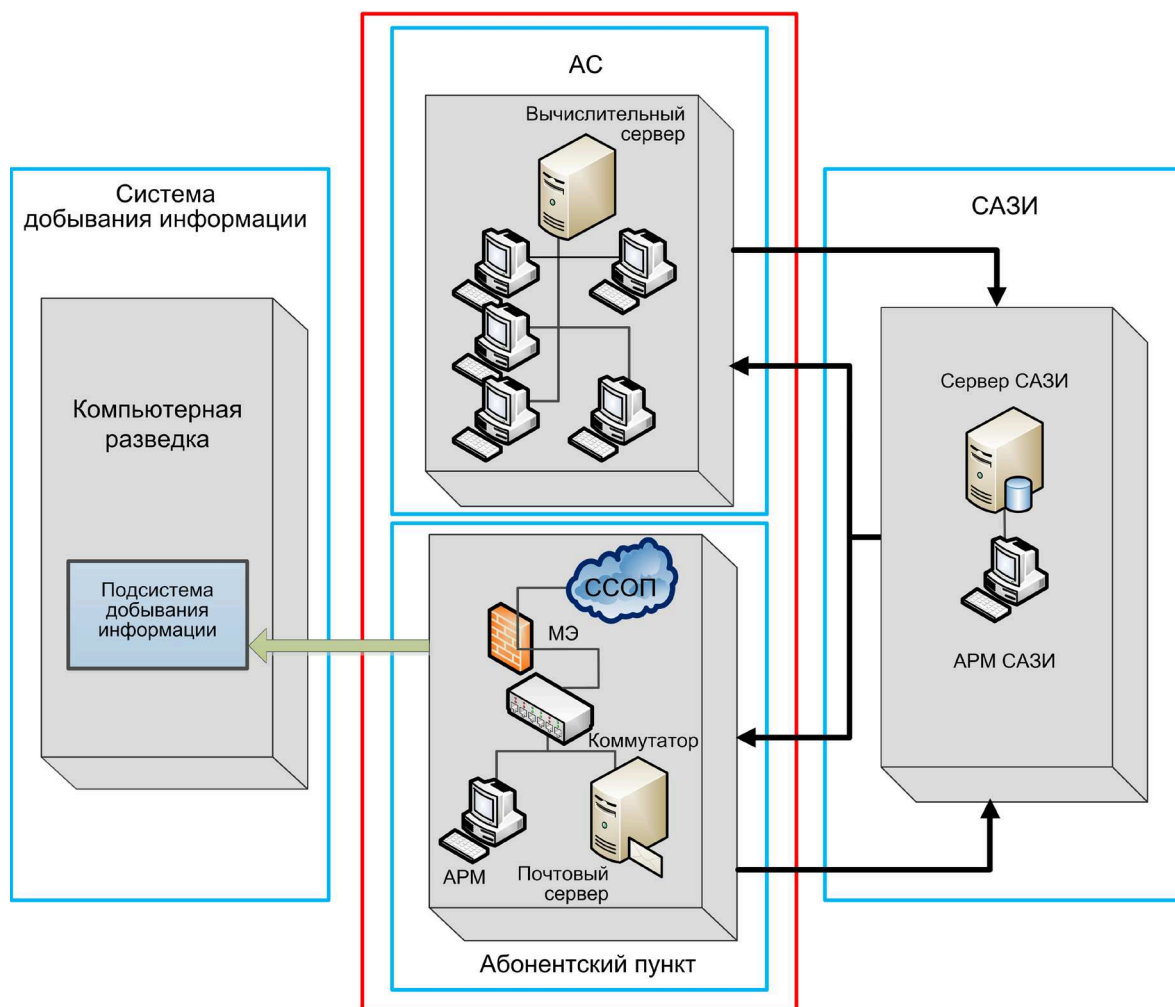 Система
добывания информации
Компьютерная
разведка
Подсистема
добывания
информации
АС
Вычислительный
сервер
ССОП
МЭ
Коммутатор
АРМ
Почтовый
сервер
Абонентский пункт
САЗИ
Сервер САЗИ
АРМ САЗИ